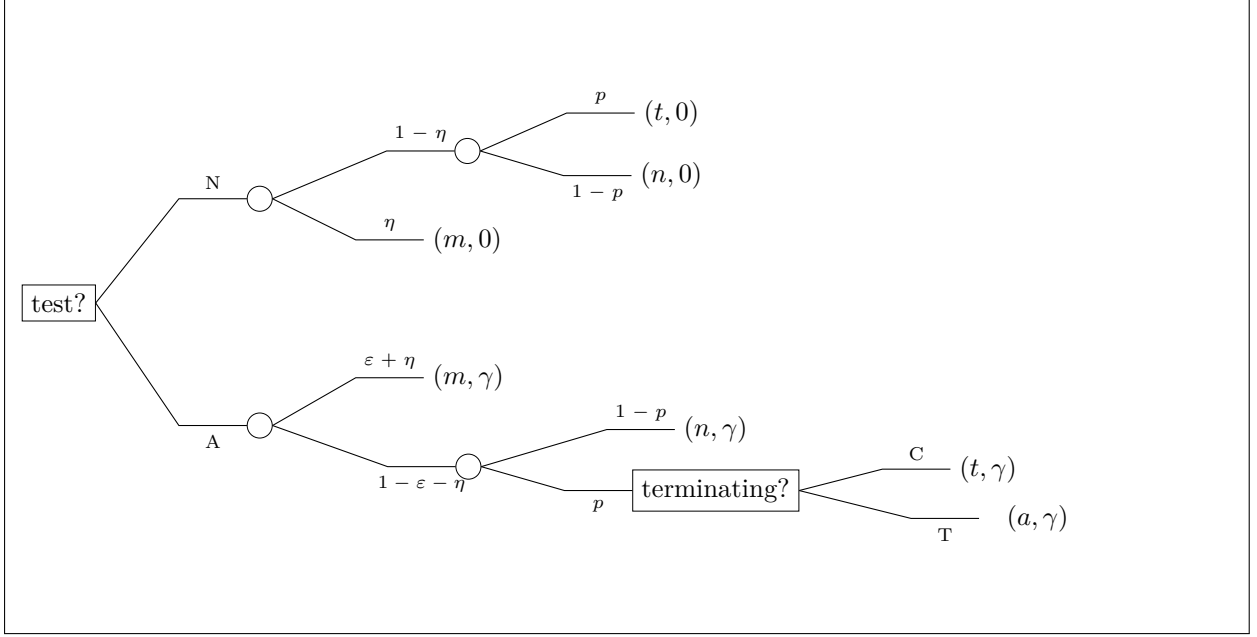 p
(t, 0)
1 − η
1 − p
(n, 0)
N
η
(m, 0)
test?
ε + η
(m, γ)
A
1 − p
(n, γ)
1 − ε − η
p
terminating?
C
(t, γ)
T
(a, γ)